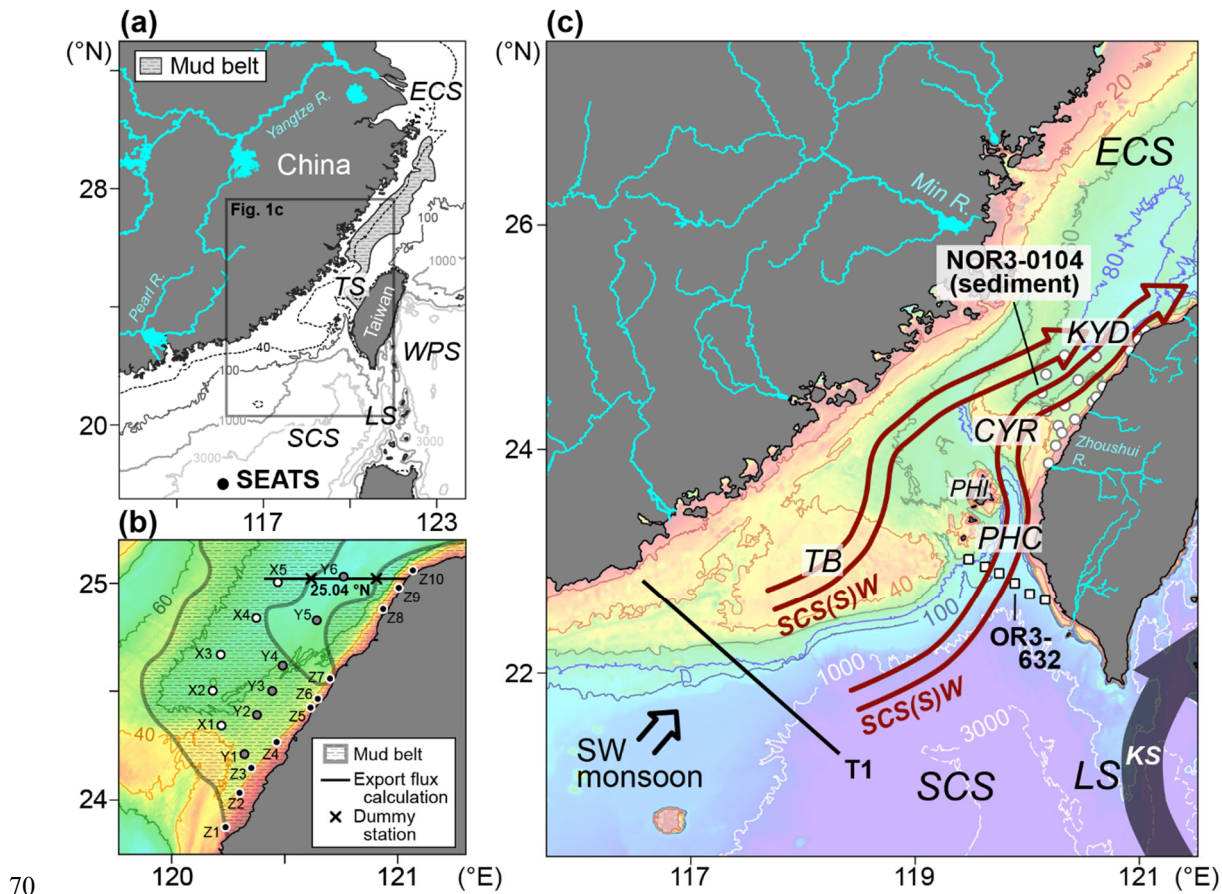 (a)
(°N)
Mud belt
ECS
Yangtze R.
China
28
Fig. 1c
100
1000
Pearl R.
TS
Taiwan
WPS
40
100
20
1000
LS
SCS
3000
3000
SEATS
117
123
(b)
X5
Y6
Z10
25
25.04 °N
Z9
60
X4
Y5
Z8
X3
Y4
Z7
X2
Y3
Z6
Z5
Y2
X1
Z4
40
Y1
Z3
Z2
24
Z1
Mud belt
Export flux
calculation
Dummy
station
120
121
(°E)
(c)
(°N)
20
ECS
Min R.
26
60
80
NOR3-0104
(sediment)
KYD
CYR
24
Zhoushui
R.
PHI
PHC
TB
40
SCS(S)W
100
OR3-
632
22
1000
SCS(S)W
SW
monsoon
3000
KS
T1
SCS
LS
117
119
121
(°E)
70